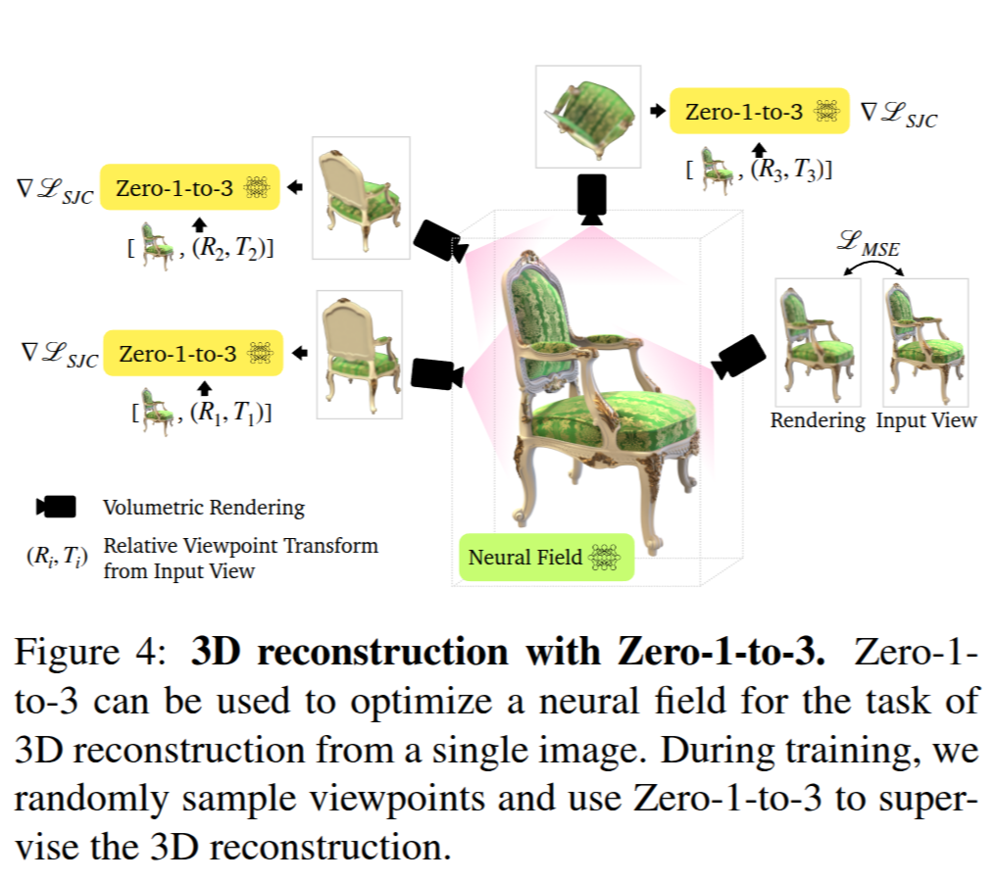 Zero-1-to-3 ∇ℒ_SJC
[ , (R₃, T₃)]
∇ℒ_SJC Zero-1-to-3
[ , (R₂, T₂)]
ℒ_MSE
∇ℒ_SJC Zero-1-to-3
[ , (R₁, T₁)]
Rendering Input View
Volumetric Rendering
(Rᵢ, Tᵢ) Relative Viewpoint Transform
from Input View
Neural Field
Figure 4: 3D reconstruction with Zero-1-to-3. Zero-1-
to-3 can be used to optimize a neural field for the task of
3D reconstruction from a single image. During training, we
randomly sample viewpoints and use Zero-1-to-3 to super-
vise the 3D reconstruction.